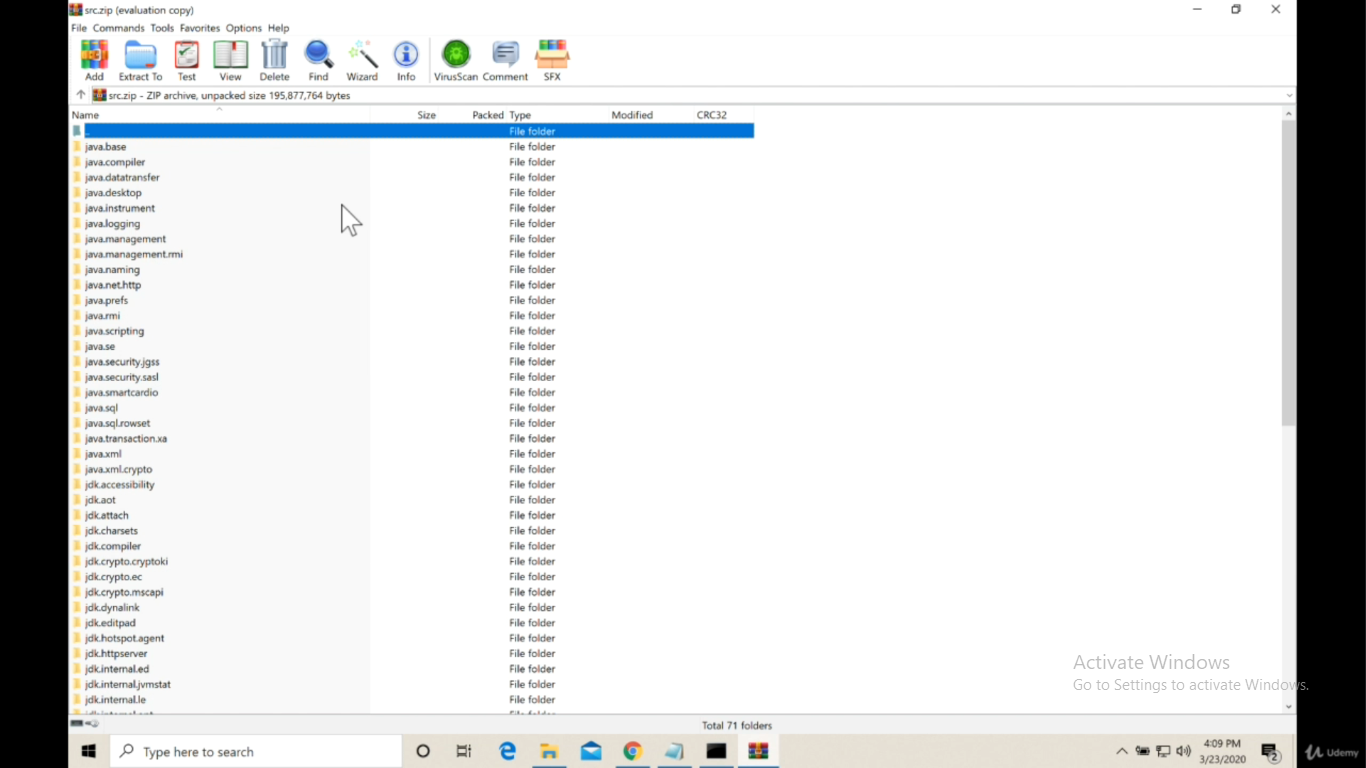 src.zip (evaluation copy)
File Commands Tools Favorites Options Help
Add Extract To Test View Delete Find Wizard Info VirusScan Comment SFX
src.zip - ZIP archive, unpacked size 195,877,764 bytes
Name Size Packed Type Modified CRC32
.. File folder
java.base File folder
java.compiler File folder
java.datatransfer File folder
java.desktop File folder
java.instrument File folder
java.logging File folder
java.management File folder
java.management.rmi File folder
java.naming File folder
java.net.http File folder
java.prefs File folder
java.rmi File folder
java.scripting File folder
java.se File folder
java.security.jgss File folder
java.security.sasl File folder
java.smartcardio File folder
java.sql File folder
java.sql.rowset File folder
java.transaction.xa File folder
java.xml File folder
java.xml.crypto File folder
jdk.accessibility File folder
jdk.aot File folder
jdk.attach File folder
jdk.charsets File folder
jdk.compiler File folder
jdk.crypto.cryptoki File folder
jdk.crypto.ec File folder
jdk.crypto.mscapi File folder
jdk.dynalink File folder
jdk.editpad File folder
jdk.hotspot.agent File folder
jdk.httpserver File folder
jdk.internal.ed File folder
jdk.internal.jvmstat File folder
jdk.internal.le File folder
Activate Windows
Go to Settings to activate Windows.
Total 71 folders
Type here to search
4:09 PM
3/23/2020
2
Udemy